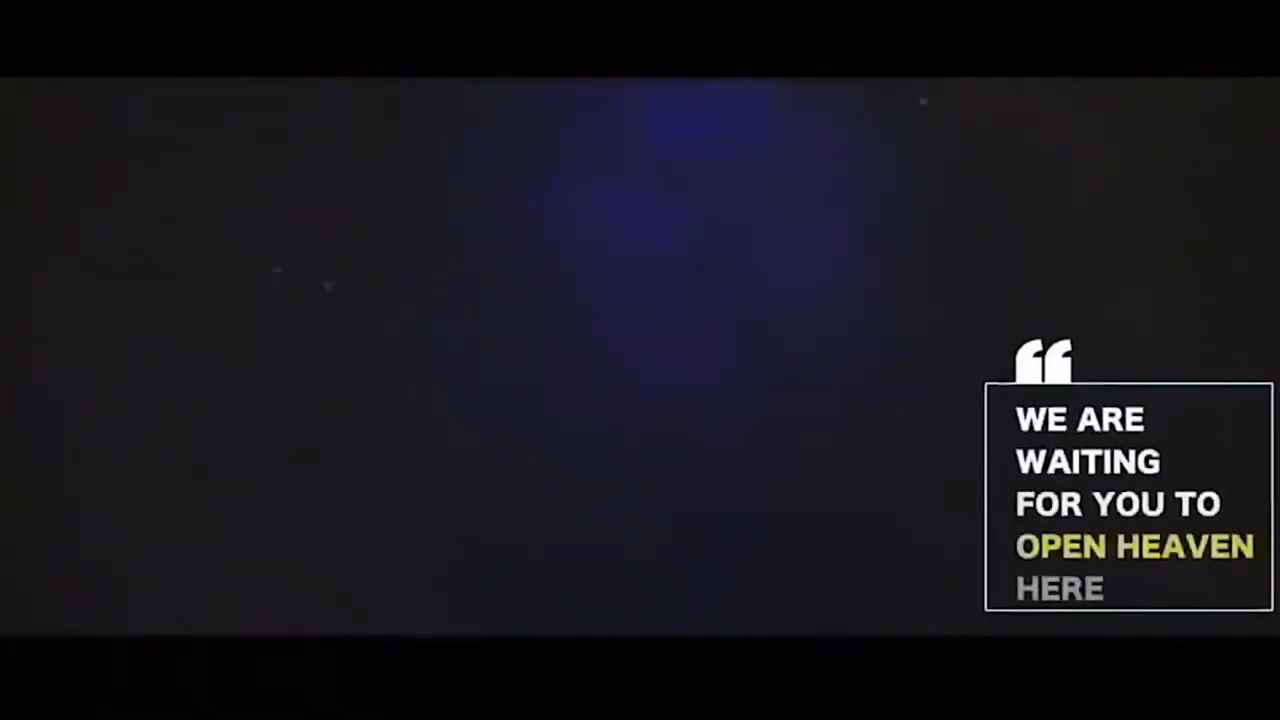 “
WE ARE
WAITING
FOR YOU TO
OPEN HEAVEN
HERE